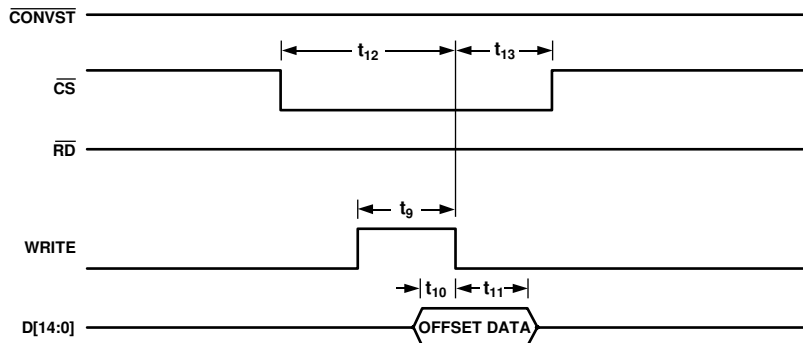 CONVST
t12 t13
CS
RD
t9
WRITE
t10 t11
D[14:0] OFFSET DATA